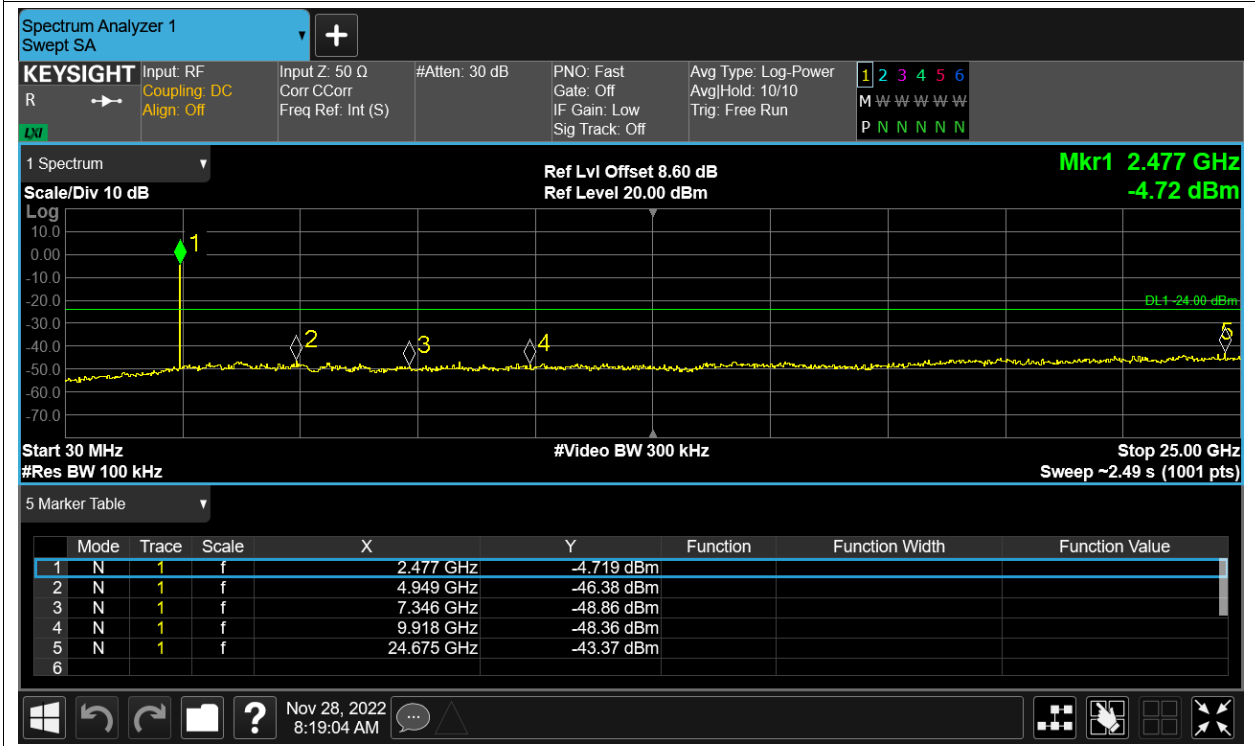 Spectrum Analyzer 1
Swept SA
+
KEYSIGHT Input: RF Input Z: 50 Ω #Atten: 30 dB PNO: Fast Avg Type: Log-Power 1 2 3 4 5 6
R Coupling: DC Corr CCorr Gate: Off Avg|Hold: 10/10 M W W W W W
Align: Off Freq Ref: Int (S) IF Gain: Low Trig: Free Run
LXI Sig Track: Off P N N N N N
1 Spectrum Ref Lvl Offset 8.60 dB Mkr1 2.477 GHz
Scale/Div 10 dB Ref Level 20.00 dBm -4.72 dBm
Log
10.0
0.00
-10.0
-20.0
-30.0
-40.0
-50.0
-60.0
-70.0
1
DL1 -24.00 dBm
2 3 4 5
Start 30 MHz #Video BW 300 kHz Stop 25.00 GHz
#Res BW 100 kHz Sweep ~2.49 s (1001 pts)
5 Marker Table
Mode Trace Scale X Y Function Function Width Function Value
1 N 1 f 2.477 GHz -4.719 dBm
2 N 1 f 4.949 GHz -46.38 dBm
3 N 1 f 7.346 GHz -48.86 dBm
4 N 1 f 9.918 GHz -48.36 dBm
5 N 1 f 24.675 GHz -43.37 dBm
6
? Nov 28, 2022
8:19:04 AM